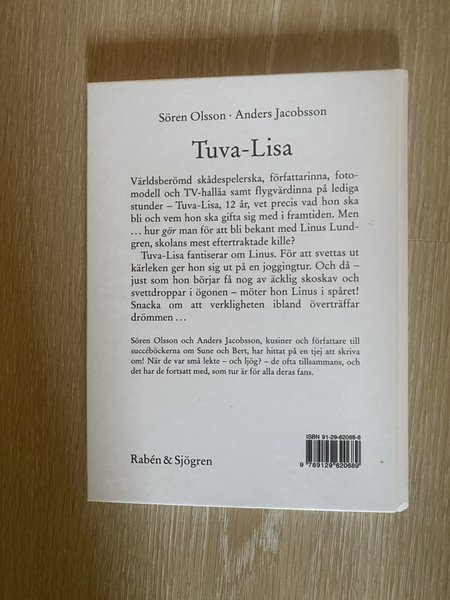 Sören Olsson · Anders Jacobsson
Tuva-Lisa
Världsberömd skådespelerska, författarinna, foto-
modell och TV-hallåa samt flygvärdinna på lediga
stunder – Tuva-Lisa, 12 år, vet precis vad hon ska
bli och vem hon ska gifta sig med i framtiden. Men
... hur gör man för att bli bekant med Linus Lund-
gren, skolans mest eftertraktade kille?
Tuva-Lisa fantiserar om Linus. För att svettas ut
kärleken ger hon sig ut på en joggingtur. Och då –
just som hon börjar få nog av äcklig skoskav och
svettdroppar i ögonen – möter hon Linus i spåret!
Snacka om att verkligheten ibland överträffar
drömmen ...
Sören Olsson och Anders Jacobsson, kusiner och författare till
succéböckerna om Sune och Bert, har hittat på en tjej att skriva
om! När de var små lekte – och ljög? – de ofta tillsammans, och
det har de fortsatt med, som tur är för alla deras fans.
ISBN 91-29-62068-6
9 789129 620689
Rabén & Sjögren